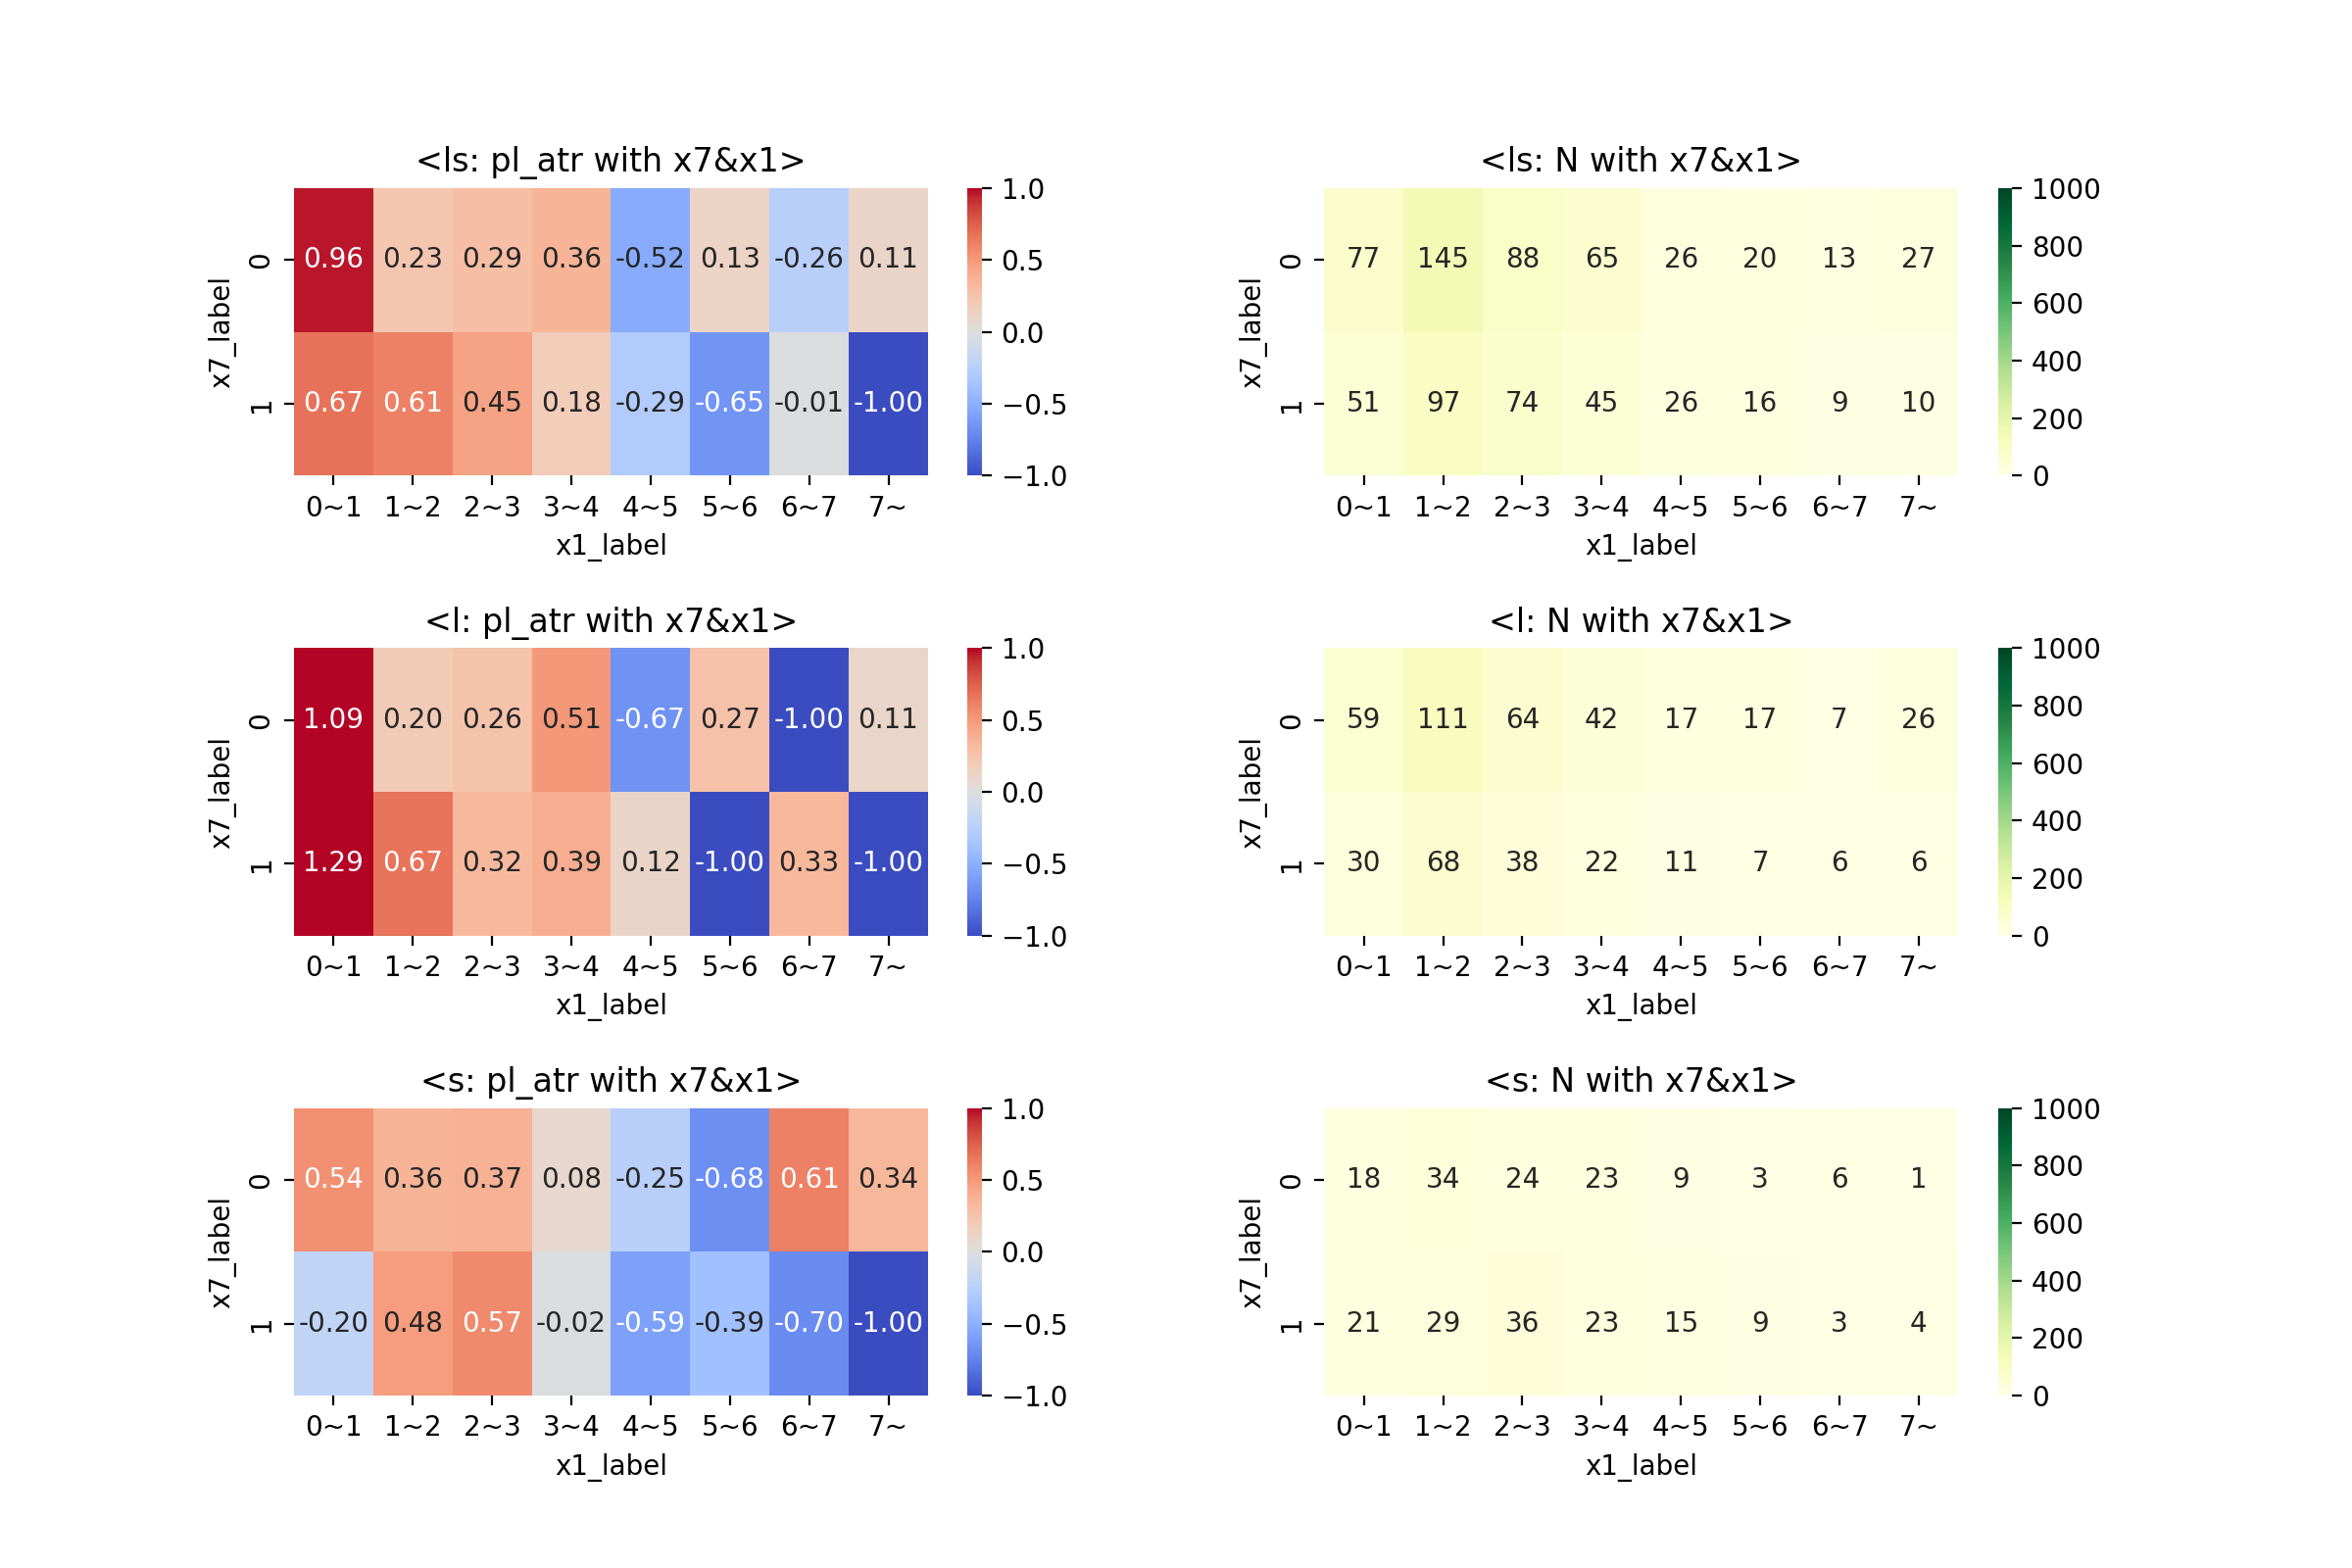 <ls: pl_atr with x7&x1>
x7_label
0
0.96 0.23 0.29 0.36 -0.52 0.13 -0.26 0.11
1
0.67 0.61 0.45 0.18 -0.29 -0.65 -0.01 -1.00
0~1 1~2 2~3 3~4 4~5 5~6 6~7 7~
x1_label
1.0
0.5
0.0
−0.5
−1.0
<ls: N with x7&x1>
x7_label
0
77 145 88 65 26 20 13 27
1
51 97 74 45 26 16 9 10
0~1 1~2 2~3 3~4 4~5 5~6 6~7 7~
x1_label
1000
800
600
400
200
0
<l: pl_atr with x7&x1>
x7_label
0
1.09 0.20 0.26 0.51 -0.67 0.27 -1.00 0.11
1
1.29 0.67 0.32 0.39 0.12 -1.00 0.33 -1.00
0~1 1~2 2~3 3~4 4~5 5~6 6~7 7~
x1_label
1.0
0.5
0.0
−0.5
−1.0
<l: N with x7&x1>
x7_label
0
59 111 64 42 17 17 7 26
1
30 68 38 22 11 7 6 6
0~1 1~2 2~3 3~4 4~5 5~6 6~7 7~
x1_label
1000
800
600
400
200
0
<s: pl_atr with x7&x1>
x7_label
0
0.54 0.36 0.37 0.08 -0.25 -0.68 0.61 0.34
1
-0.20 0.48 0.57 -0.02 -0.59 -0.39 -0.70 -1.00
0~1 1~2 2~3 3~4 4~5 5~6 6~7 7~
x1_label
1.0
0.5
0.0
−0.5
−1.0
<s: N with x7&x1>
x7_label
0
18 34 24 23 9 3 6 1
1
21 29 36 23 15 9 3 4
0~1 1~2 2~3 3~4 4~5 5~6 6~7 7~
x1_label
1000
800
600
400
200
0